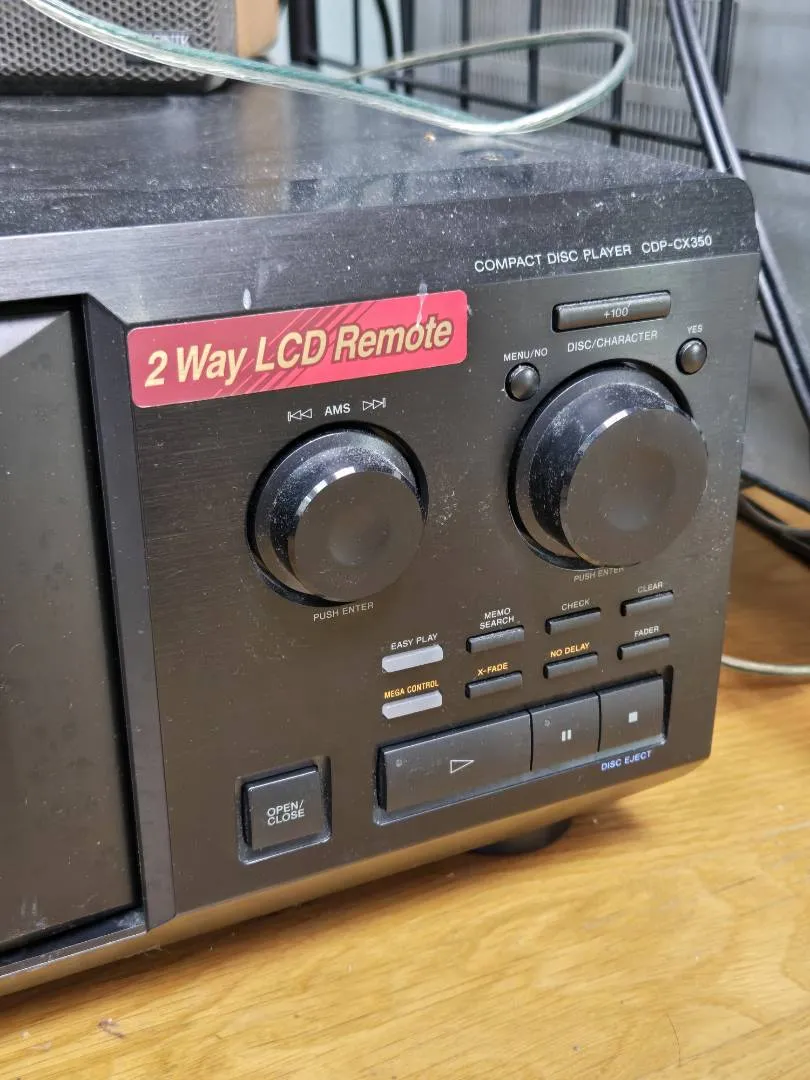 COMPACT DISC PLAYER CDP-CX350
+100
2 Way LCD Remote
MENU/NO
DISC/CHARACTER
YES
AMS
PUSH ENTER
PUSH ENTER
EASY PLAY
MEMO
SEARCH
CHECK
CLEAR
MEGA CONTROL
X-FADE
NO DELAY
FADER
OPEN/
CLOSE
DISC EJECT